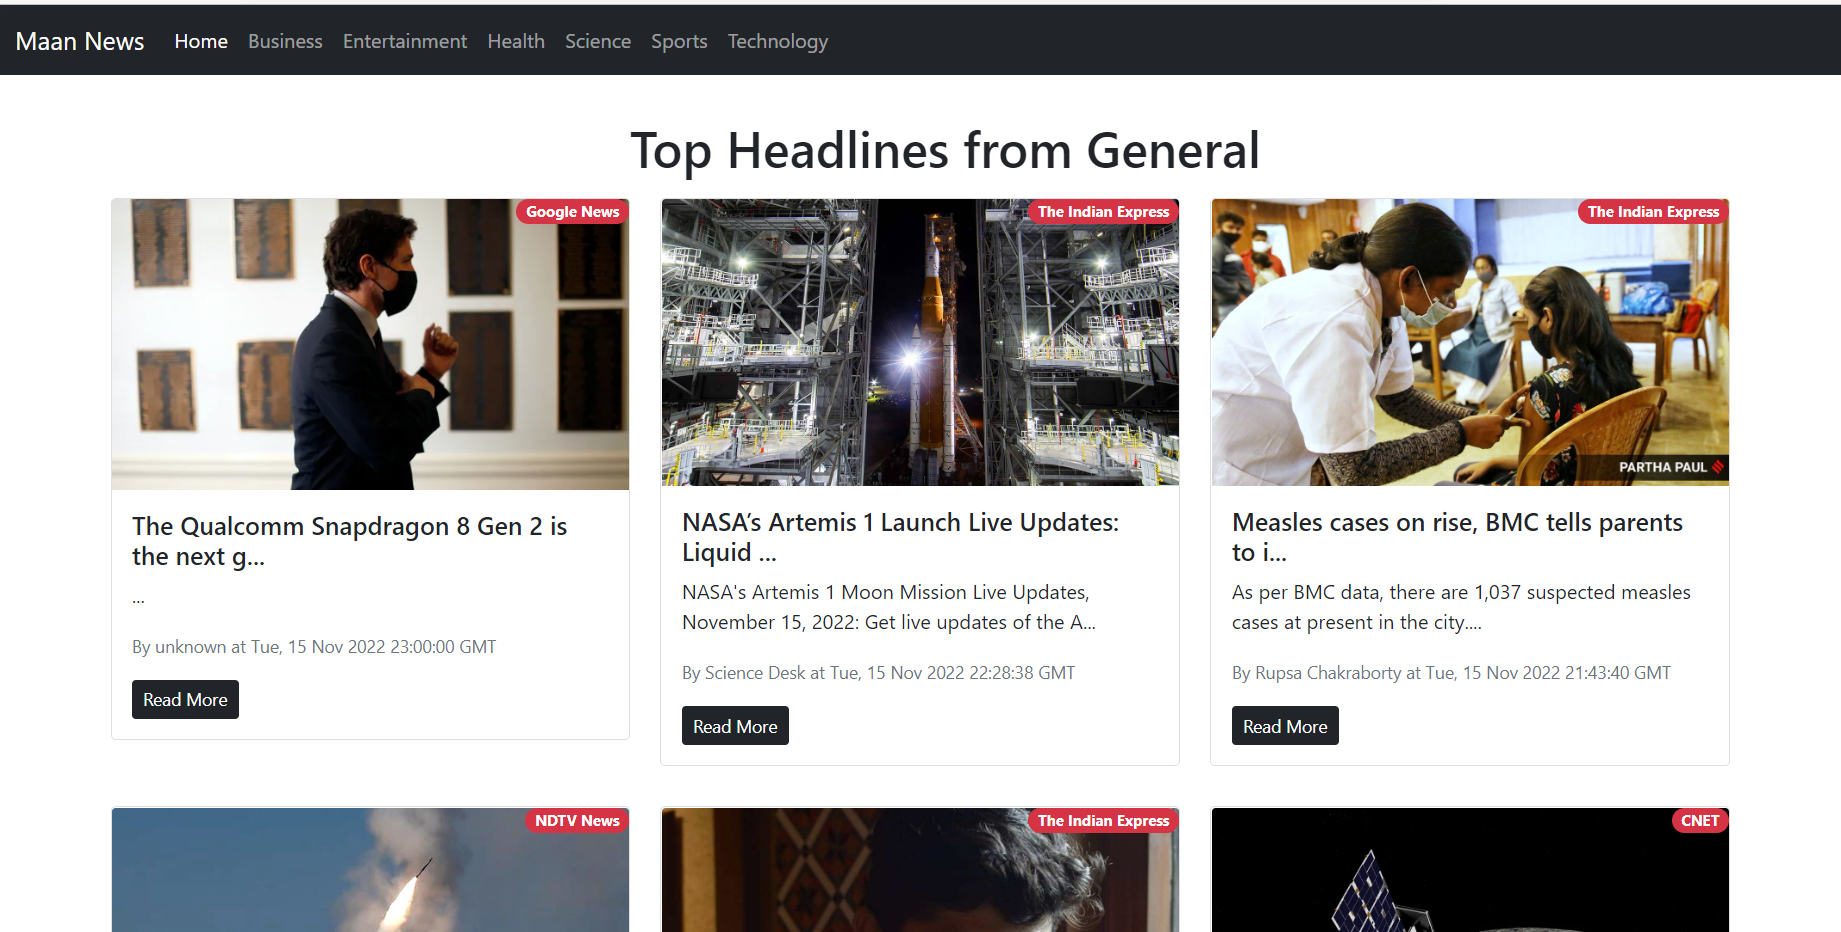 Maan News Home Business Entertainment Health Science Sports Technology
Top Headlines from General
Google News
The Qualcomm Snapdragon 8 Gen 2 is
the next g...
...
By unknown at Tue, 15 Nov 2022 23:00:00 GMT
Read More
The Indian Express
NASA’s Artemis 1 Launch Live Updates:
Liquid ...
NASA's Artemis 1 Moon Mission Live Updates,
November 15, 2022: Get live updates of the A...
By Science Desk at Tue, 15 Nov 2022 22:28:38 GMT
Read More
The Indian Express
PARTHA PAUL
Measles cases on rise, BMC tells parents
to i...
As per BMC data, there are 1,037 suspected measles
cases at present in the city....
By Rupsa Chakraborty at Tue, 15 Nov 2022 21:43:40 GMT
Read More
NDTV News
The Indian Express
CNET